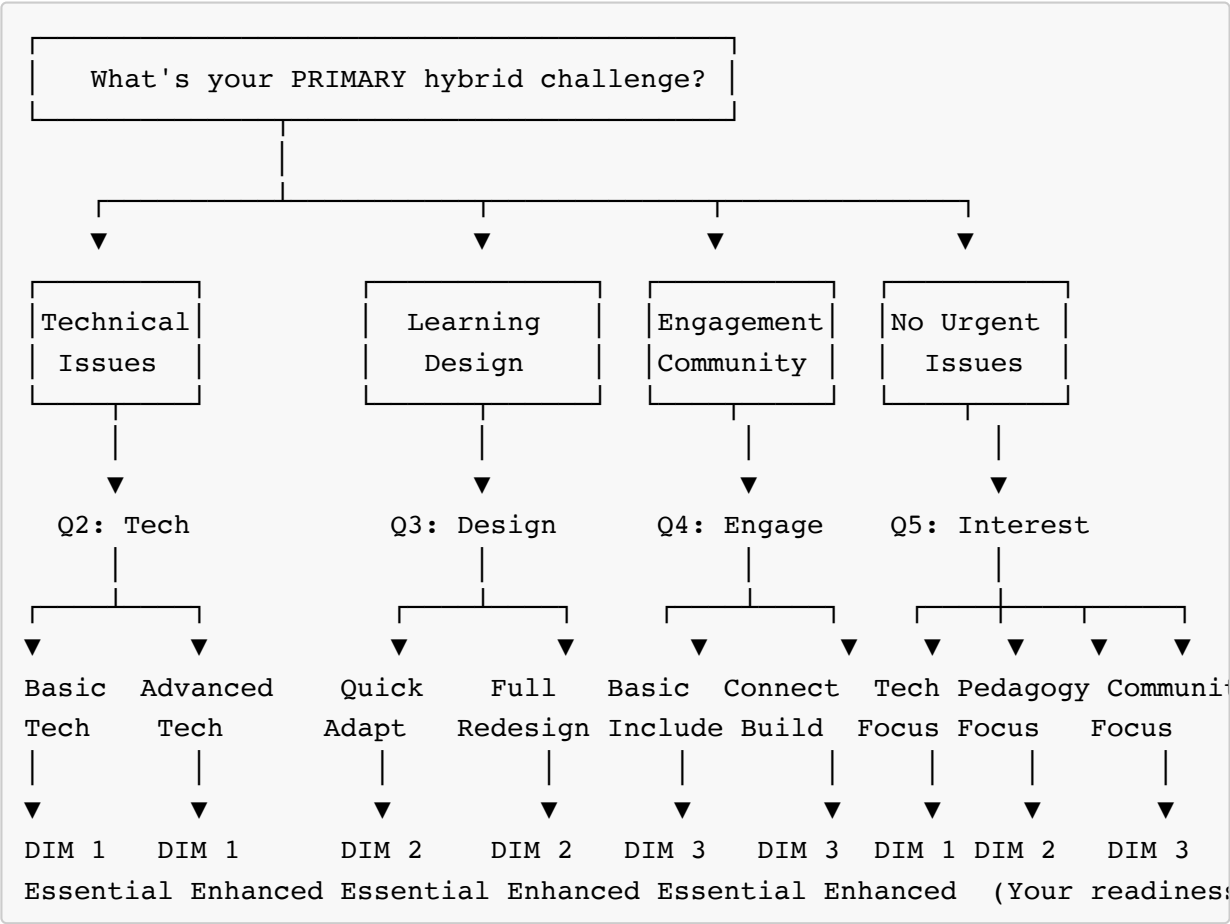 What's your PRIMARY hybrid challenge?
Technical Learning Engagement No Urgent
Issues Design Community Issues
Q2: Tech Q3: Design Q4: Engage Q5: Interest
Basic Advanced Quick Full Basic Connect Tech Pedagogy Communit
Tech Tech Adapt Redesign Include Build Focus Focus Focus
DIM 1 DIM 1 DIM 2 DIM 2 DIM 3 DIM 3 DIM 1 DIM 2 DIM 3
Essential Enhanced Essential Enhanced Essential Enhanced (Your readines